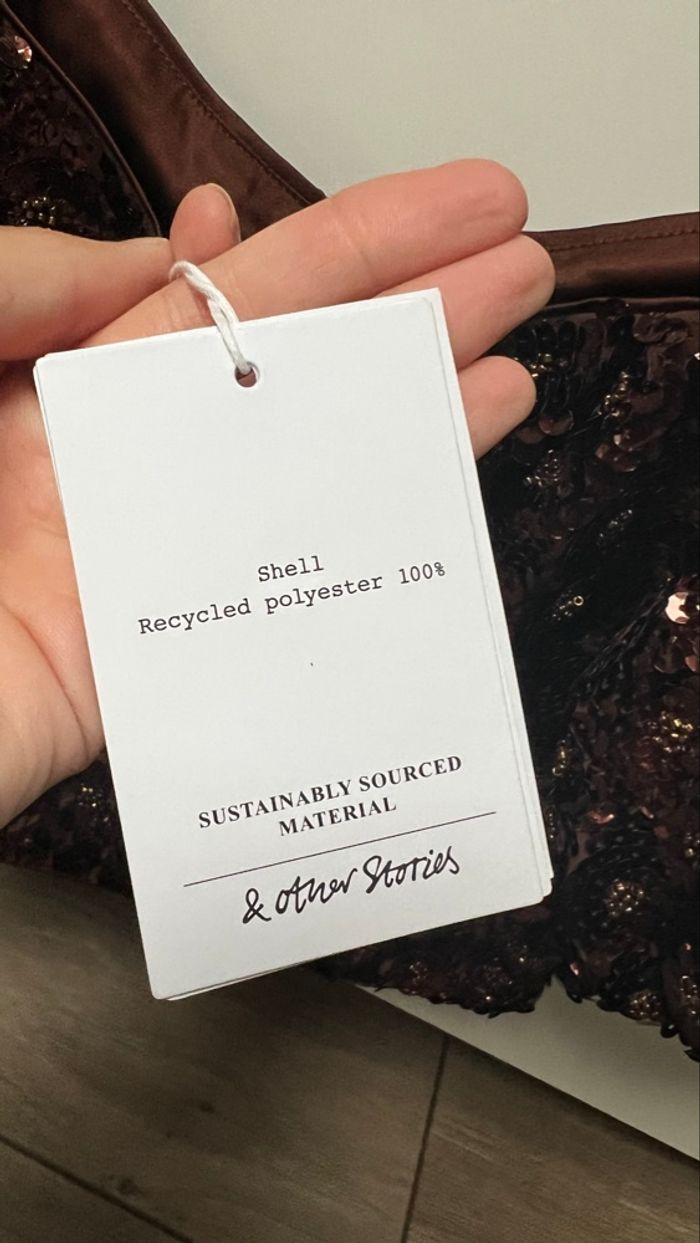 Shell
Recycled polyester 100%
SUSTAINABLY SOURCED
MATERIAL
& other Stories